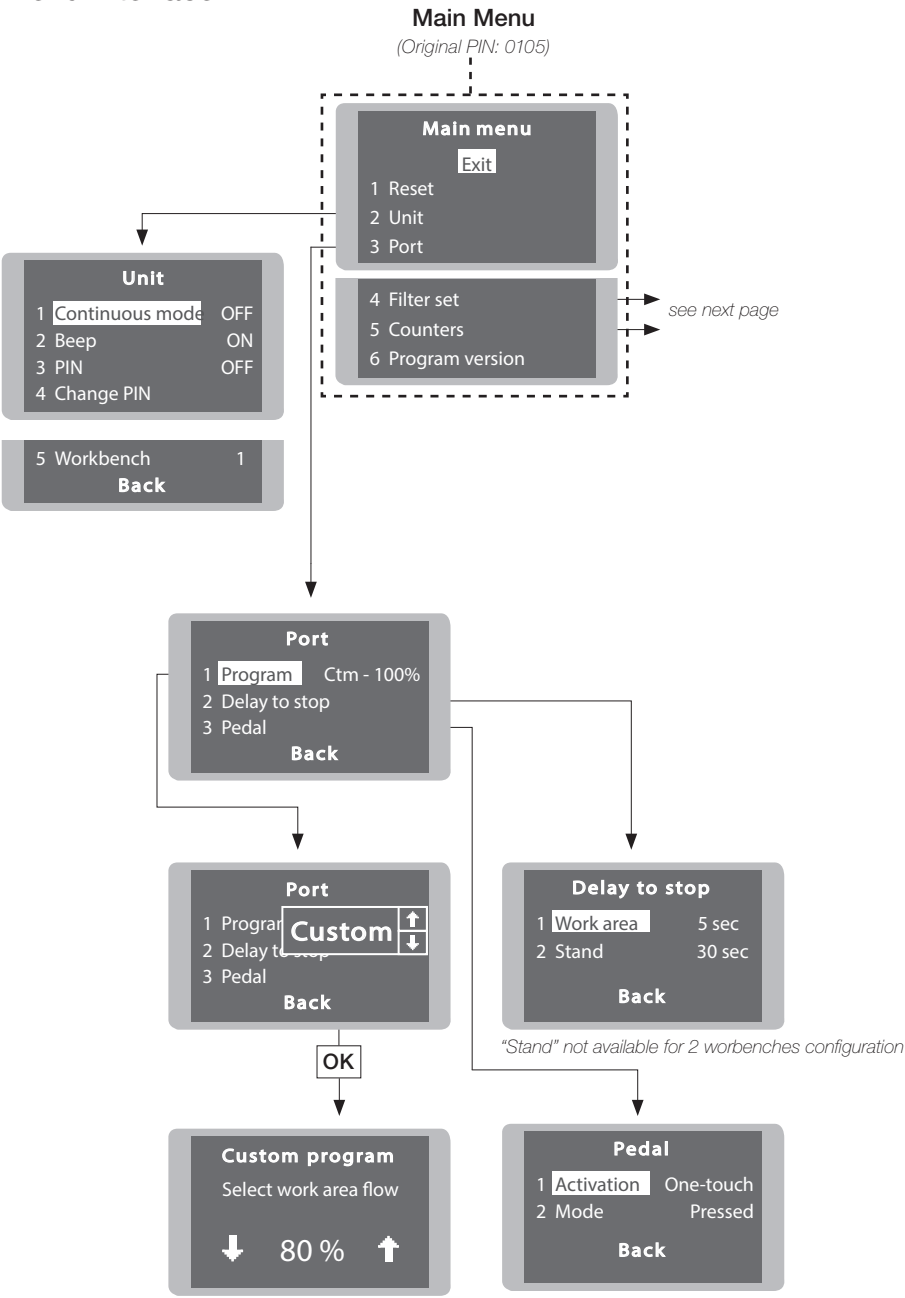 Main Menu
(Original PIN: 0105)
Main menu
Exit
1 Reset
2 Unit
3 Port
4 Filter set
5 Counters
6 Program version
see next page
Unit
1 Continuous mode OFF
2 Beep ON
3 PIN OFF
4 Change PIN
5 Workbench 1
Back
Port
1 Program Ctm - 100%
2 Delay to stop
3 Pedal
Back
Port
1 Program
Custom
2 Delay to stop
3 Pedal
Back
OK
Custom program
Select work area flow
80 %
Delay to stop
1 Work area 5 sec
2 Stand 30 sec
Back
"Stand" not available for 2 worbenches configuration
Pedal
1 Activation One-touch
2 Mode Pressed
Back